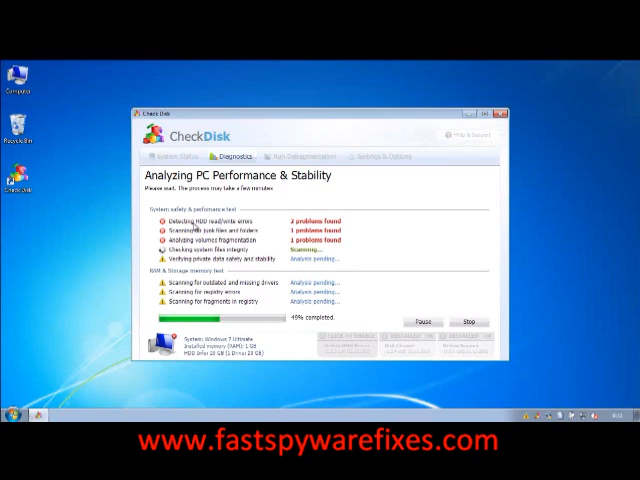 Computer
Recycle Bin
Check Disk
Check Disk
CheckDisk
Help & Support
System Status
Diagnostics
Run Defragmentation
Settings & Options
Analyzing PC Performance & Stability
Please wait. The process may take a few minutes
System safety & perfomance test
Detecting HDD read/write errors 2 problems found
Scanning for junk files and folders 1 problems found
Analyzing volumes fragmentation 1 problems found
Checking system files integrity Scanning...
Verifying private data safety and stability Analysis pending...
RAM & Storage memory test
Scanning for outdated and missing drivers Analysis pending...
Scanning for registry errors Analysis pending...
Scanning for fragments in registry Analysis pending...
49% completed.
Pause
Stop
System: Windows 7 Ultimate
Installed memory (RAM): 1 GB
CLICK TO ENABLE
www.fastspywarefixes.com